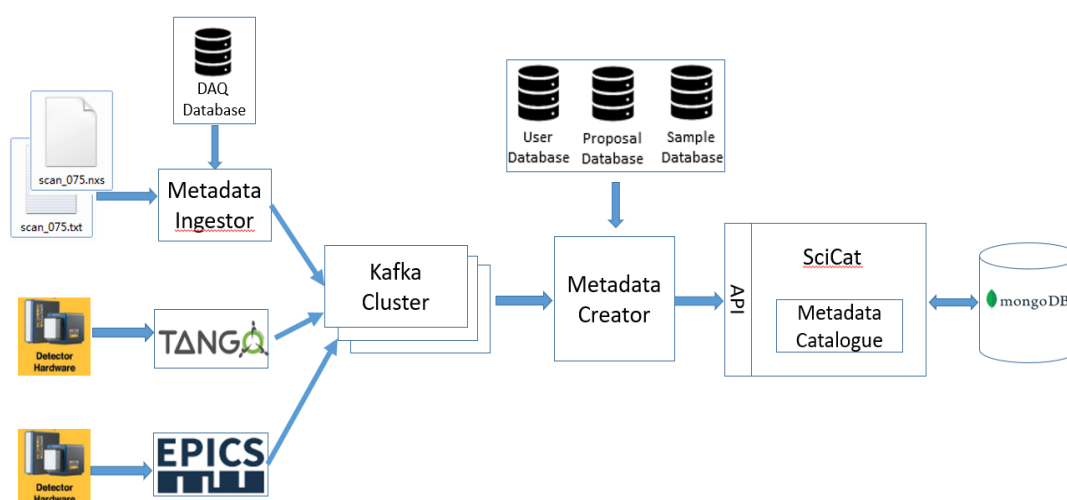 DAQ
Database
scan_075.nxs
scan_075.txt
Metadata
Ingestor
Detector
Hardware
TANGO
Detector
Hardware
EPICS
Kafka
Cluster
User
Database
Proposal
Database
Sample
Database
Metadata
Creator
API
SciCat
Metadata
Catalogue
mongoDB